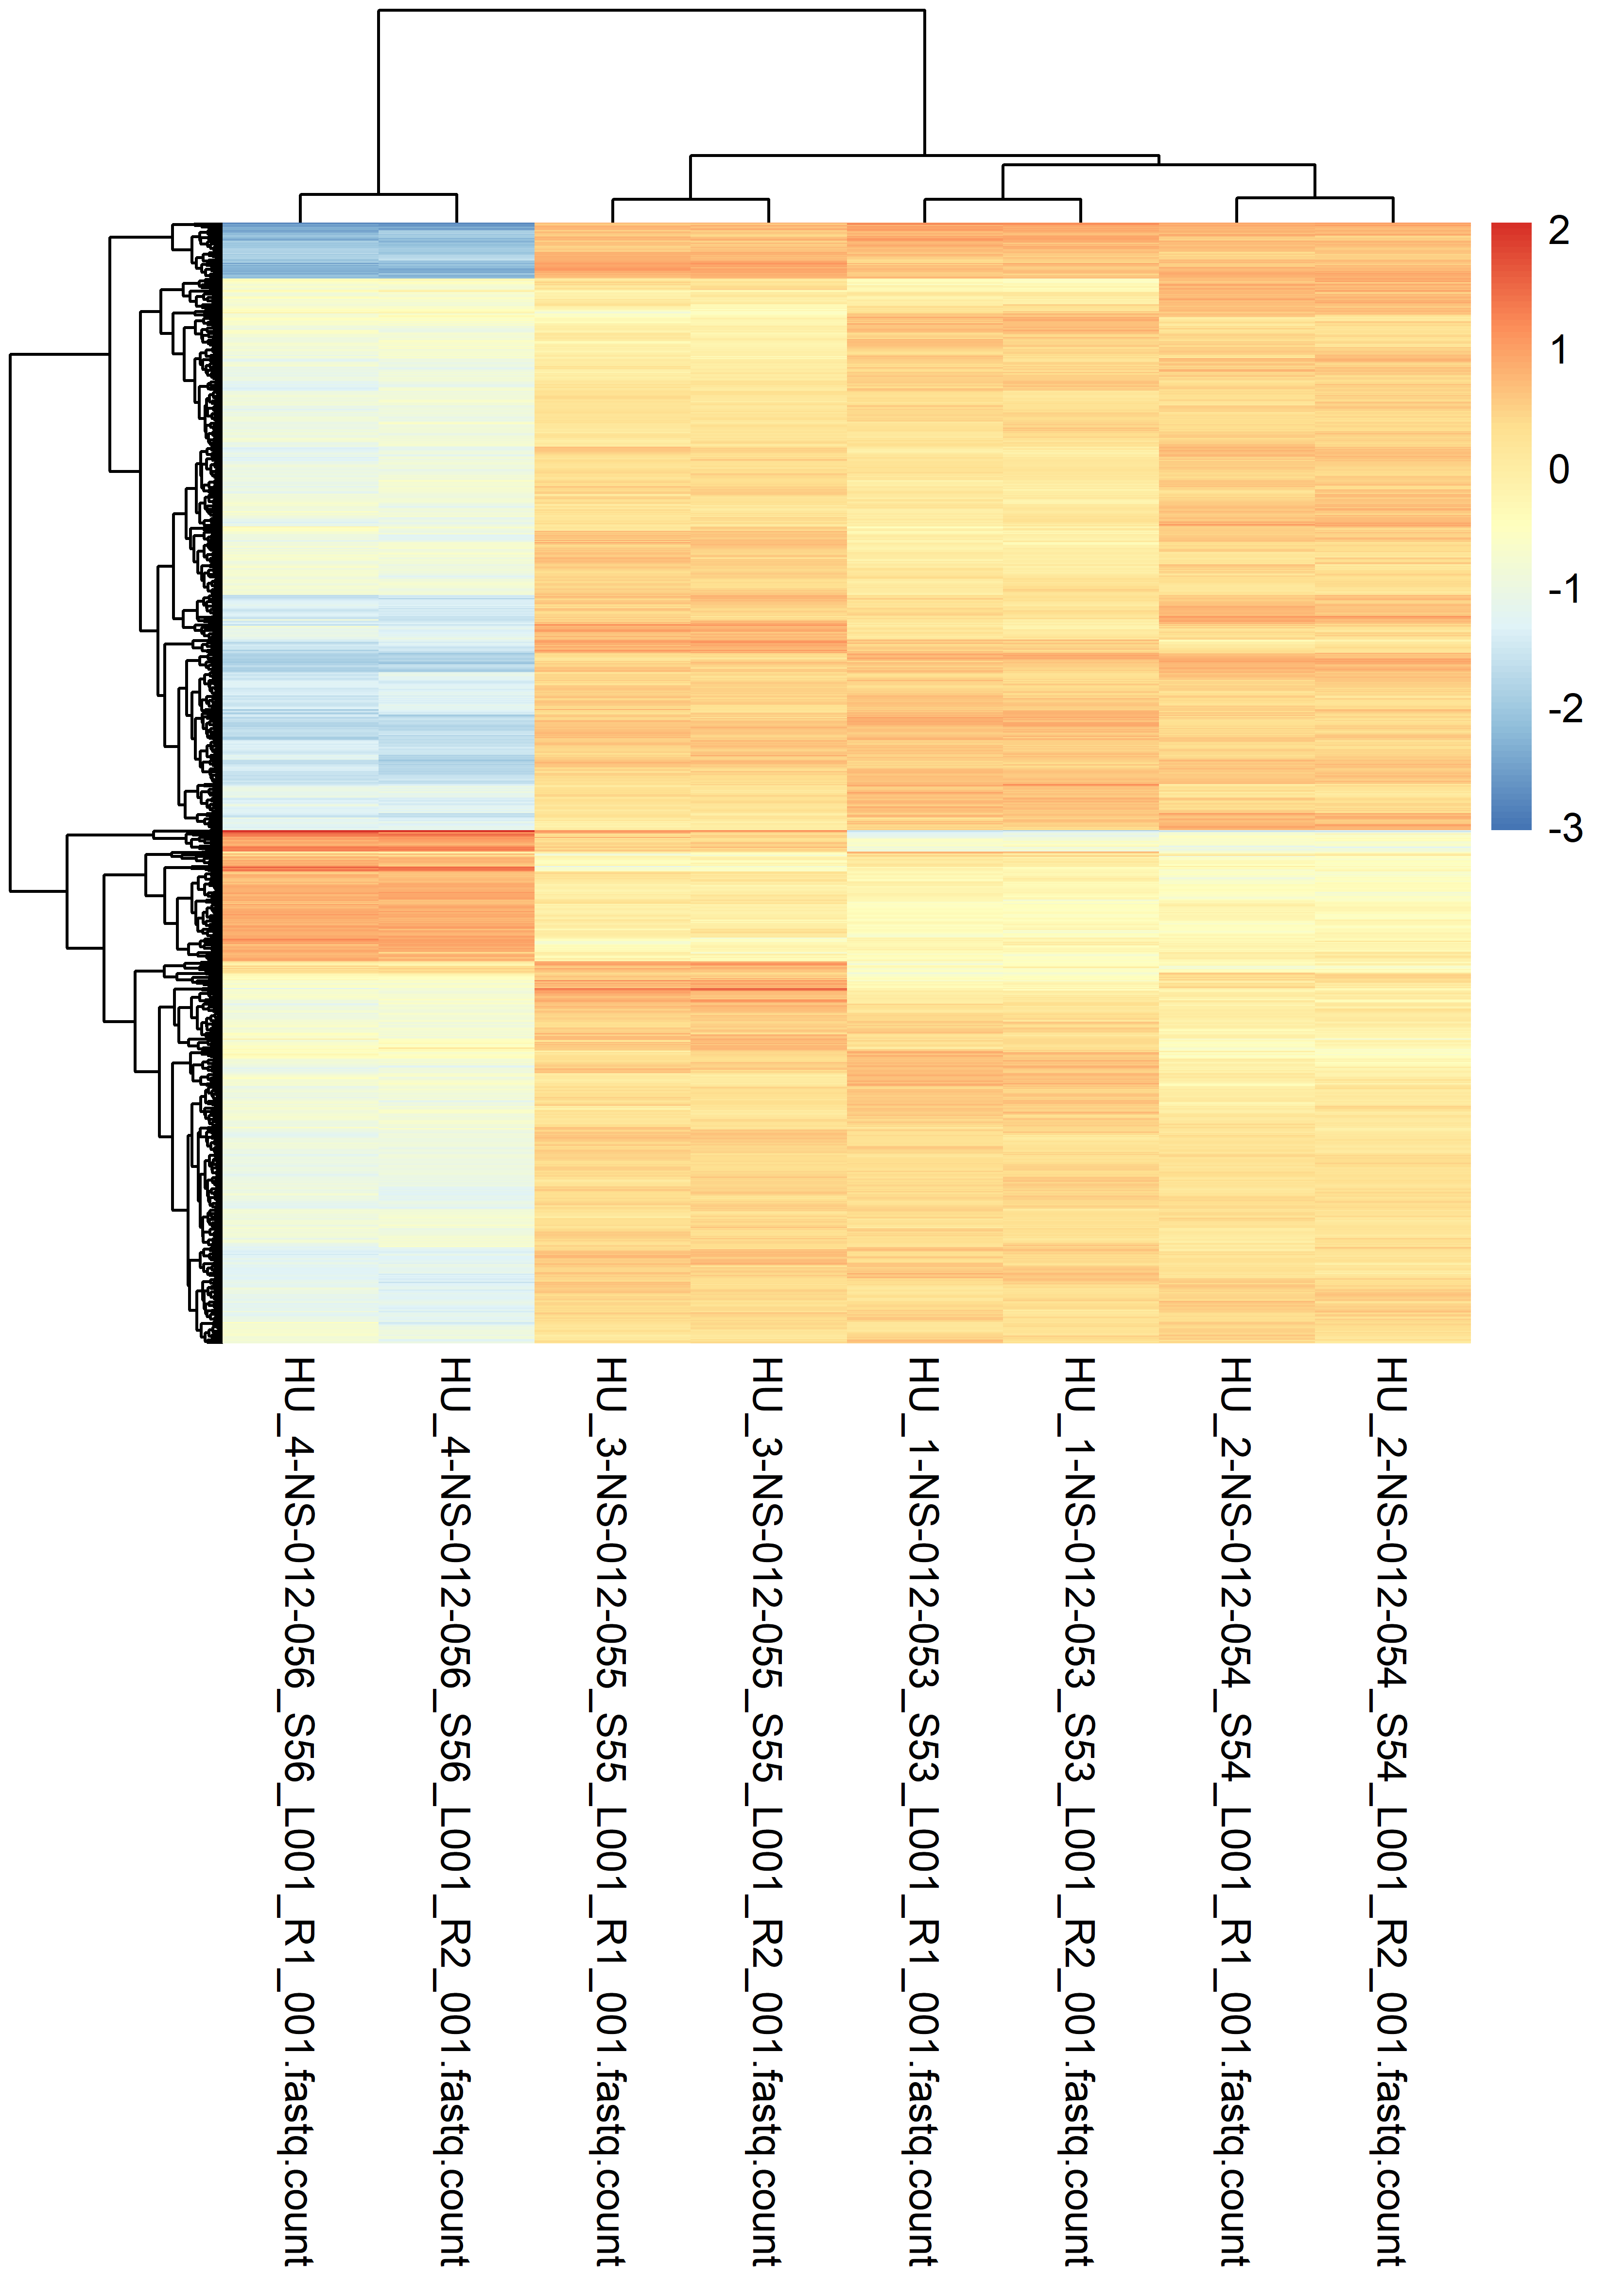 2
1
0
-1
-2
-3
HU_4-NS-012-056_S56_L001_R1_001.fastq.count
HU_4-NS-012-056_S56_L001_R2_001.fastq.count
HU_3-NS-012-055_S55_L001_R1_001.fastq.count
HU_3-NS-012-055_S55_L001_R2_001.fastq.count
HU_1-NS-012-053_S53_L001_R1_001.fastq.count
HU_1-NS-012-053_S53_L001_R2_001.fastq.count
HU_2-NS-012-054_S54_L001_R1_001.fastq.count
HU_2-NS-012-054_S54_L001_R2_001.fastq.count